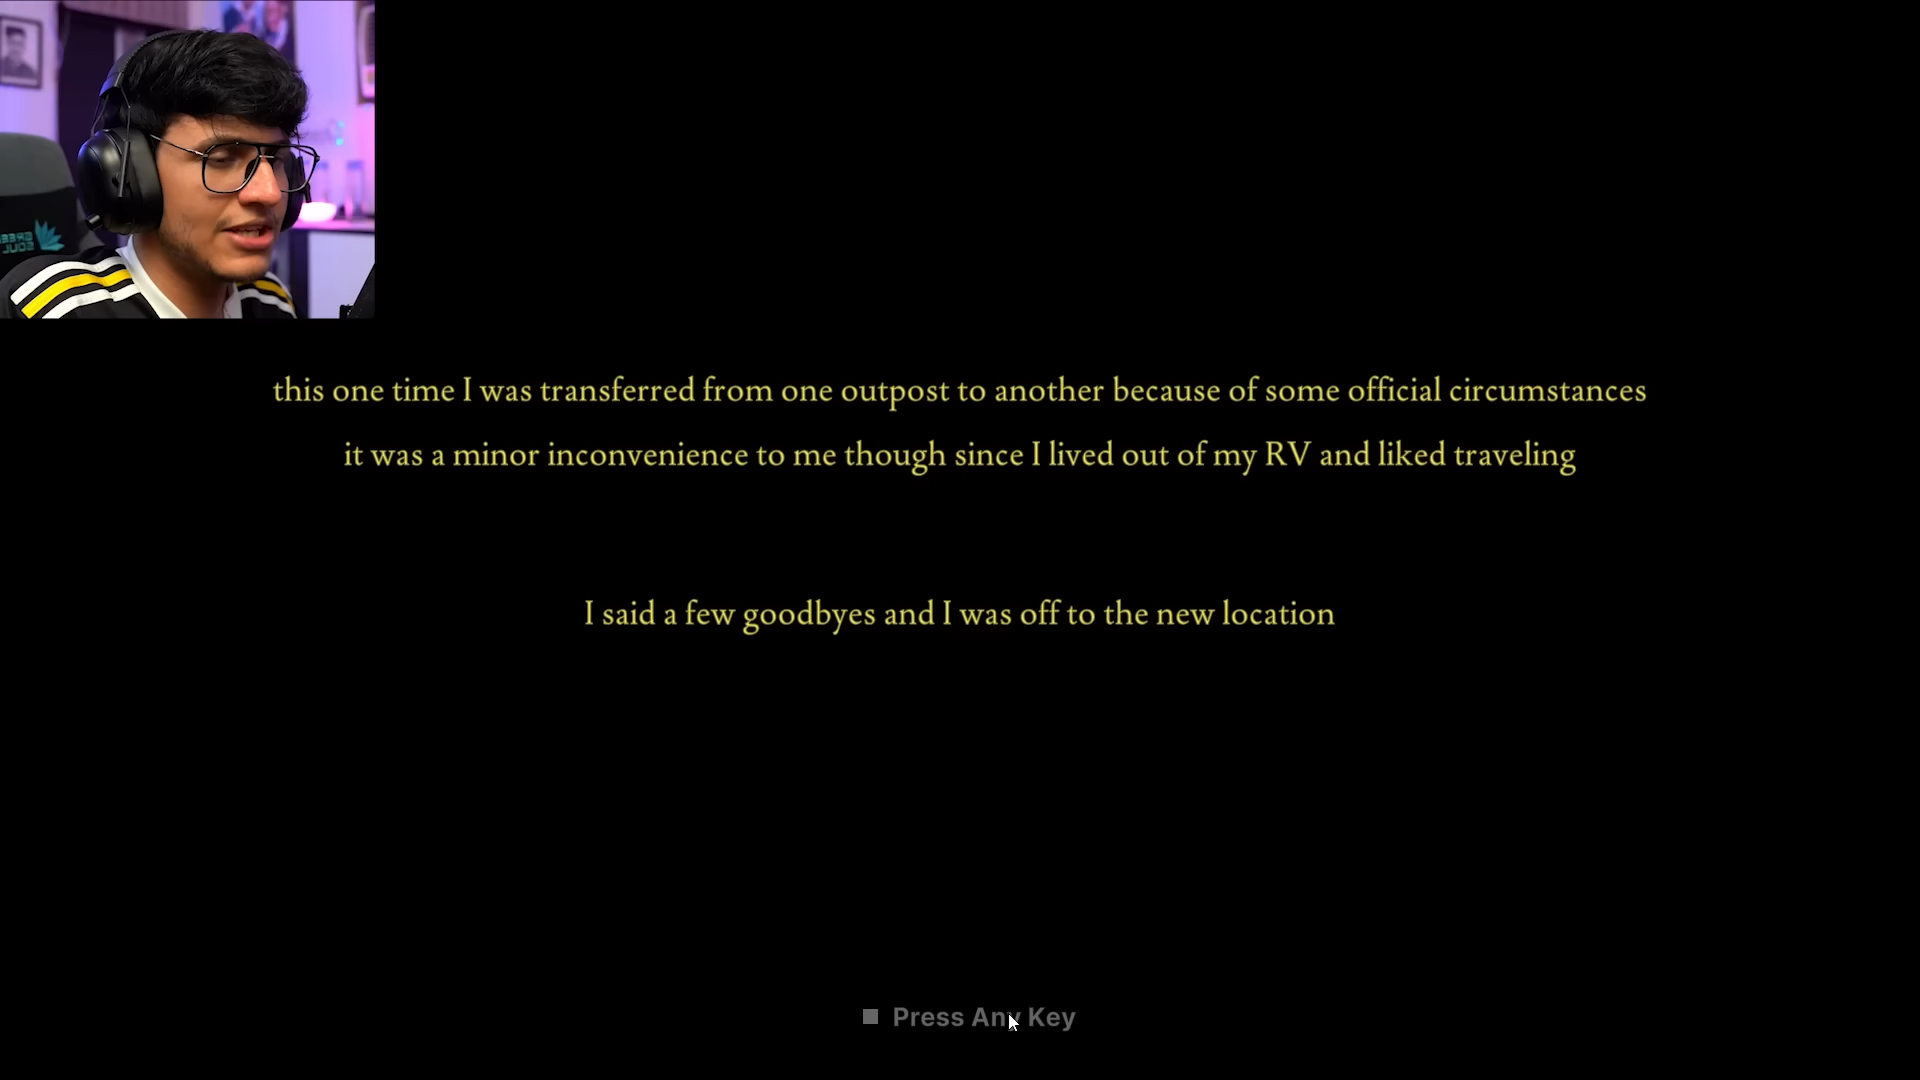 GREEN
SOUL
this one time I was transferred from one outpost to another because of some official circumstances
it was a minor inconvenience to me though since I lived out of my RV and liked traveling
I said a few goodbyes and I was off to the new location
Press Any Key